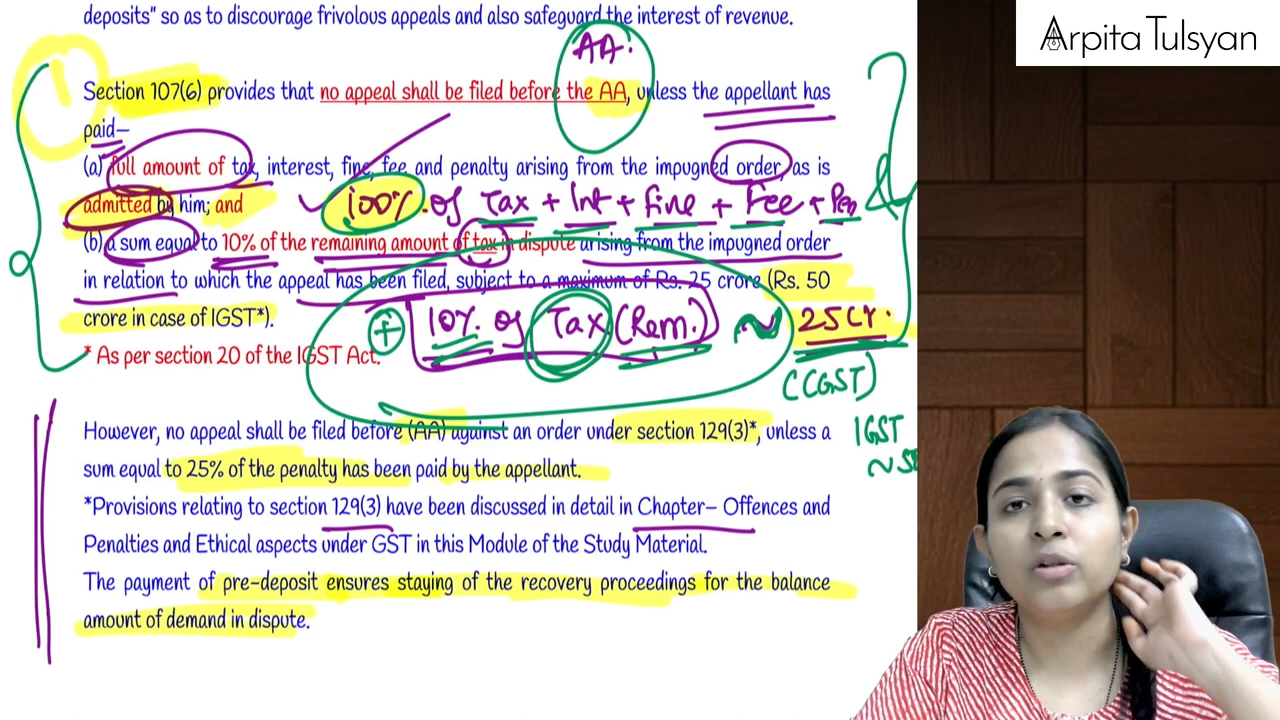 deposits" so as to discourage frivolous appeals and also safeguard the interest of revenue.
Arpita Tulsyan
AA.
Section 107(6) provides that no appeal shall be filed before the AA, unless the appellant has
paid–
(a) full amount of tax, interest, fine, fee and penalty arising from the impugned order, as is
admitted by him; and
100% of Tax + Int + Fine + Fee + Pen
(b) a sum equal to 10% of the remaining amount of tax in dispute arising from the impugned order
in relation to which the appeal has been filed, subject to a maximum of Rs. 25 crore (Rs. 50
crore in case of IGST*).
+ 10% of Tax (Rem.) ~ 25 Cr.
* As per section 20 of the IGST Act.
(CGST)
However, no appeal shall be filed before (AA) against an order under section 129(3)*, unless a
IGST
sum equal to 25% of the penalty has been paid by the appellant.
*Provisions relating to section 129(3) have been discussed in detail in Chapter– Offences and
Penalties and Ethical aspects under GST in this Module of the Study Material.
The payment of pre-deposit ensures staying of the recovery proceedings for the balance
amount of demand in dispute.